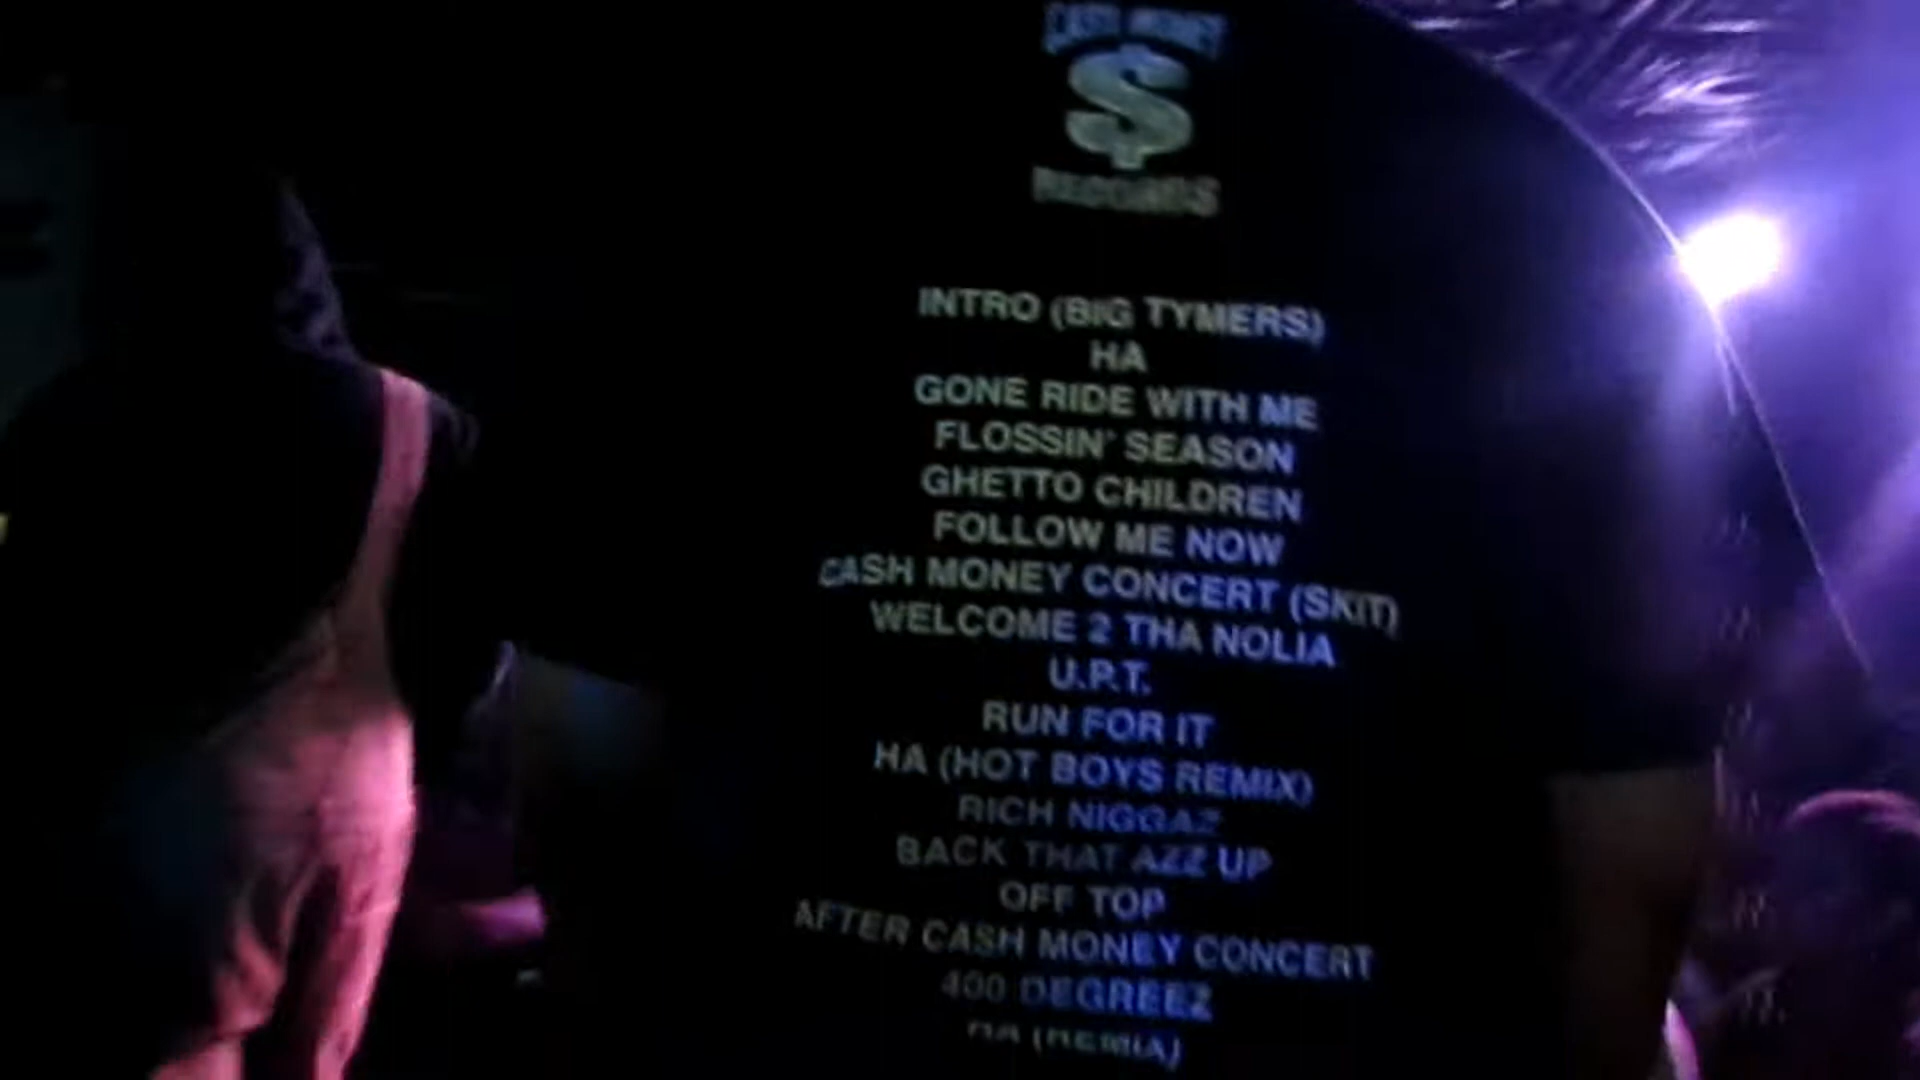 CASH MONEY
$
RECORDS
INTRO (BIG TYMERS)
HA
GONE RIDE WITH ME
FLOSSIN' SEASON
GHETTO CHILDREN
FOLLOW ME NOW
CASH MONEY CONCERT (SKIT)
WELCOME 2 THA NOLIA
U.P.T.
RUN FOR IT
HA (HOT BOYS REMIX)
RICH NIGGAZ
BACK THAT AZZ UP
OFF TOP
AFTER CASH MONEY CONCERT
400 DEGREEZ
HA (REMIX)